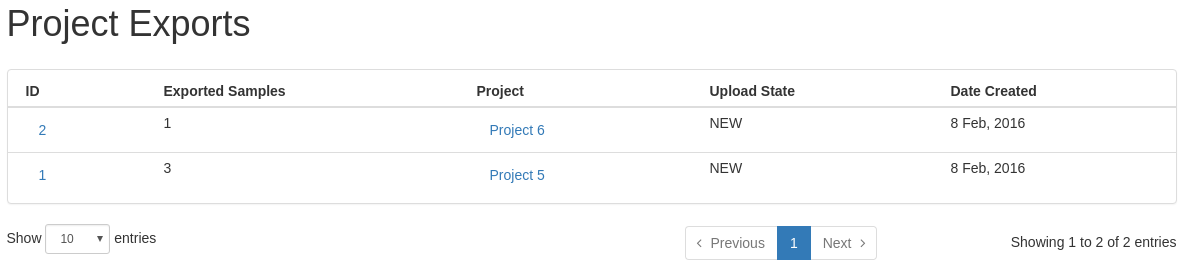 Project Exports
ID Exported Samples Project Upload State Date Created
2 1 Project 6 NEW 8 Feb, 2016
1 3 Project 5 NEW 8 Feb, 2016
Show 10 entries Previous 1 Next Showing 1 to 2 of 2 entries